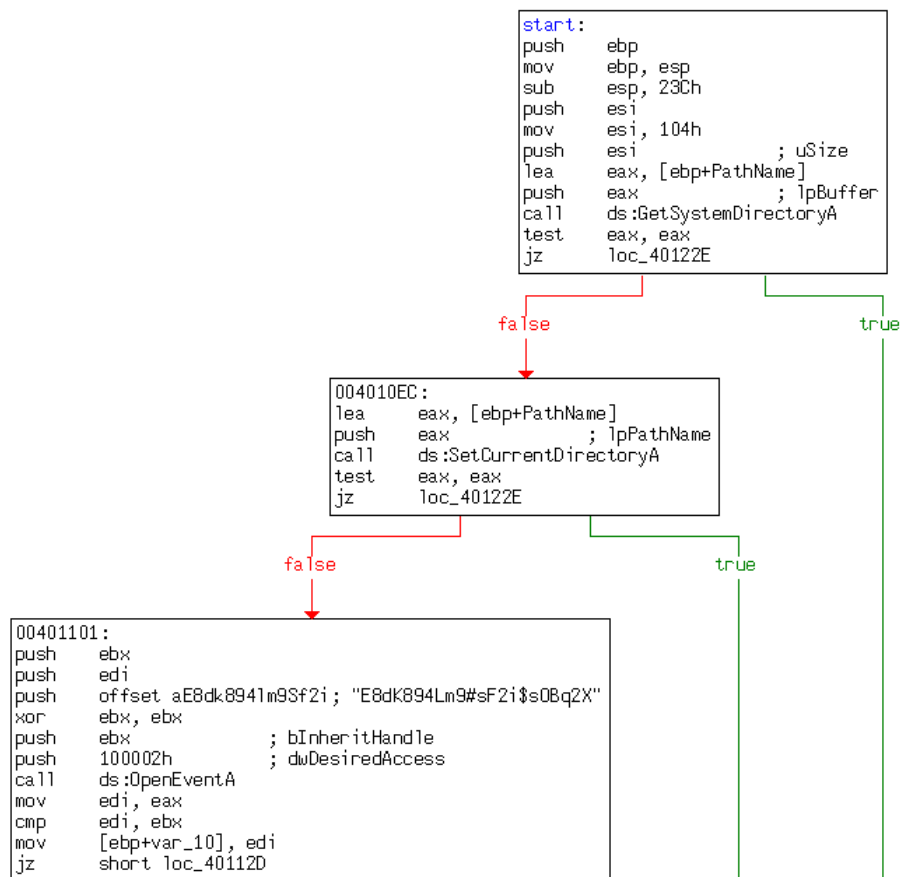 start:
push    ebp
mov     ebp, esp
sub     esp, 23Ch
push    esi
mov     esi, 104h
push    esi             ; uSize
lea     eax, [ebp+PathName]
push    eax             ; lpBuffer
call    ds:GetSystemDirectoryA
test    eax, eax
jz      loc_40122E
false
true
004010EC:
lea     eax, [ebp+PathName]
push    eax             ; lpPathName
call    ds:SetCurrentDirectoryA
test    eax, eax
jz      loc_40122E
false
true
00401101:
push    ebx
push    edi
push    offset aE8dk894lm9Sf2i; "E8dK894Lm9#sF2i$sOBq2X"
xor     ebx, ebx
push    ebx             ; bInheritHandle
push    100002h         ; dwDesiredAccess
call    ds:OpenEventA
mov     edi, eax
cmp     edi, ebx
mov     [ebp+var_10], edi
jz      short loc_40112D